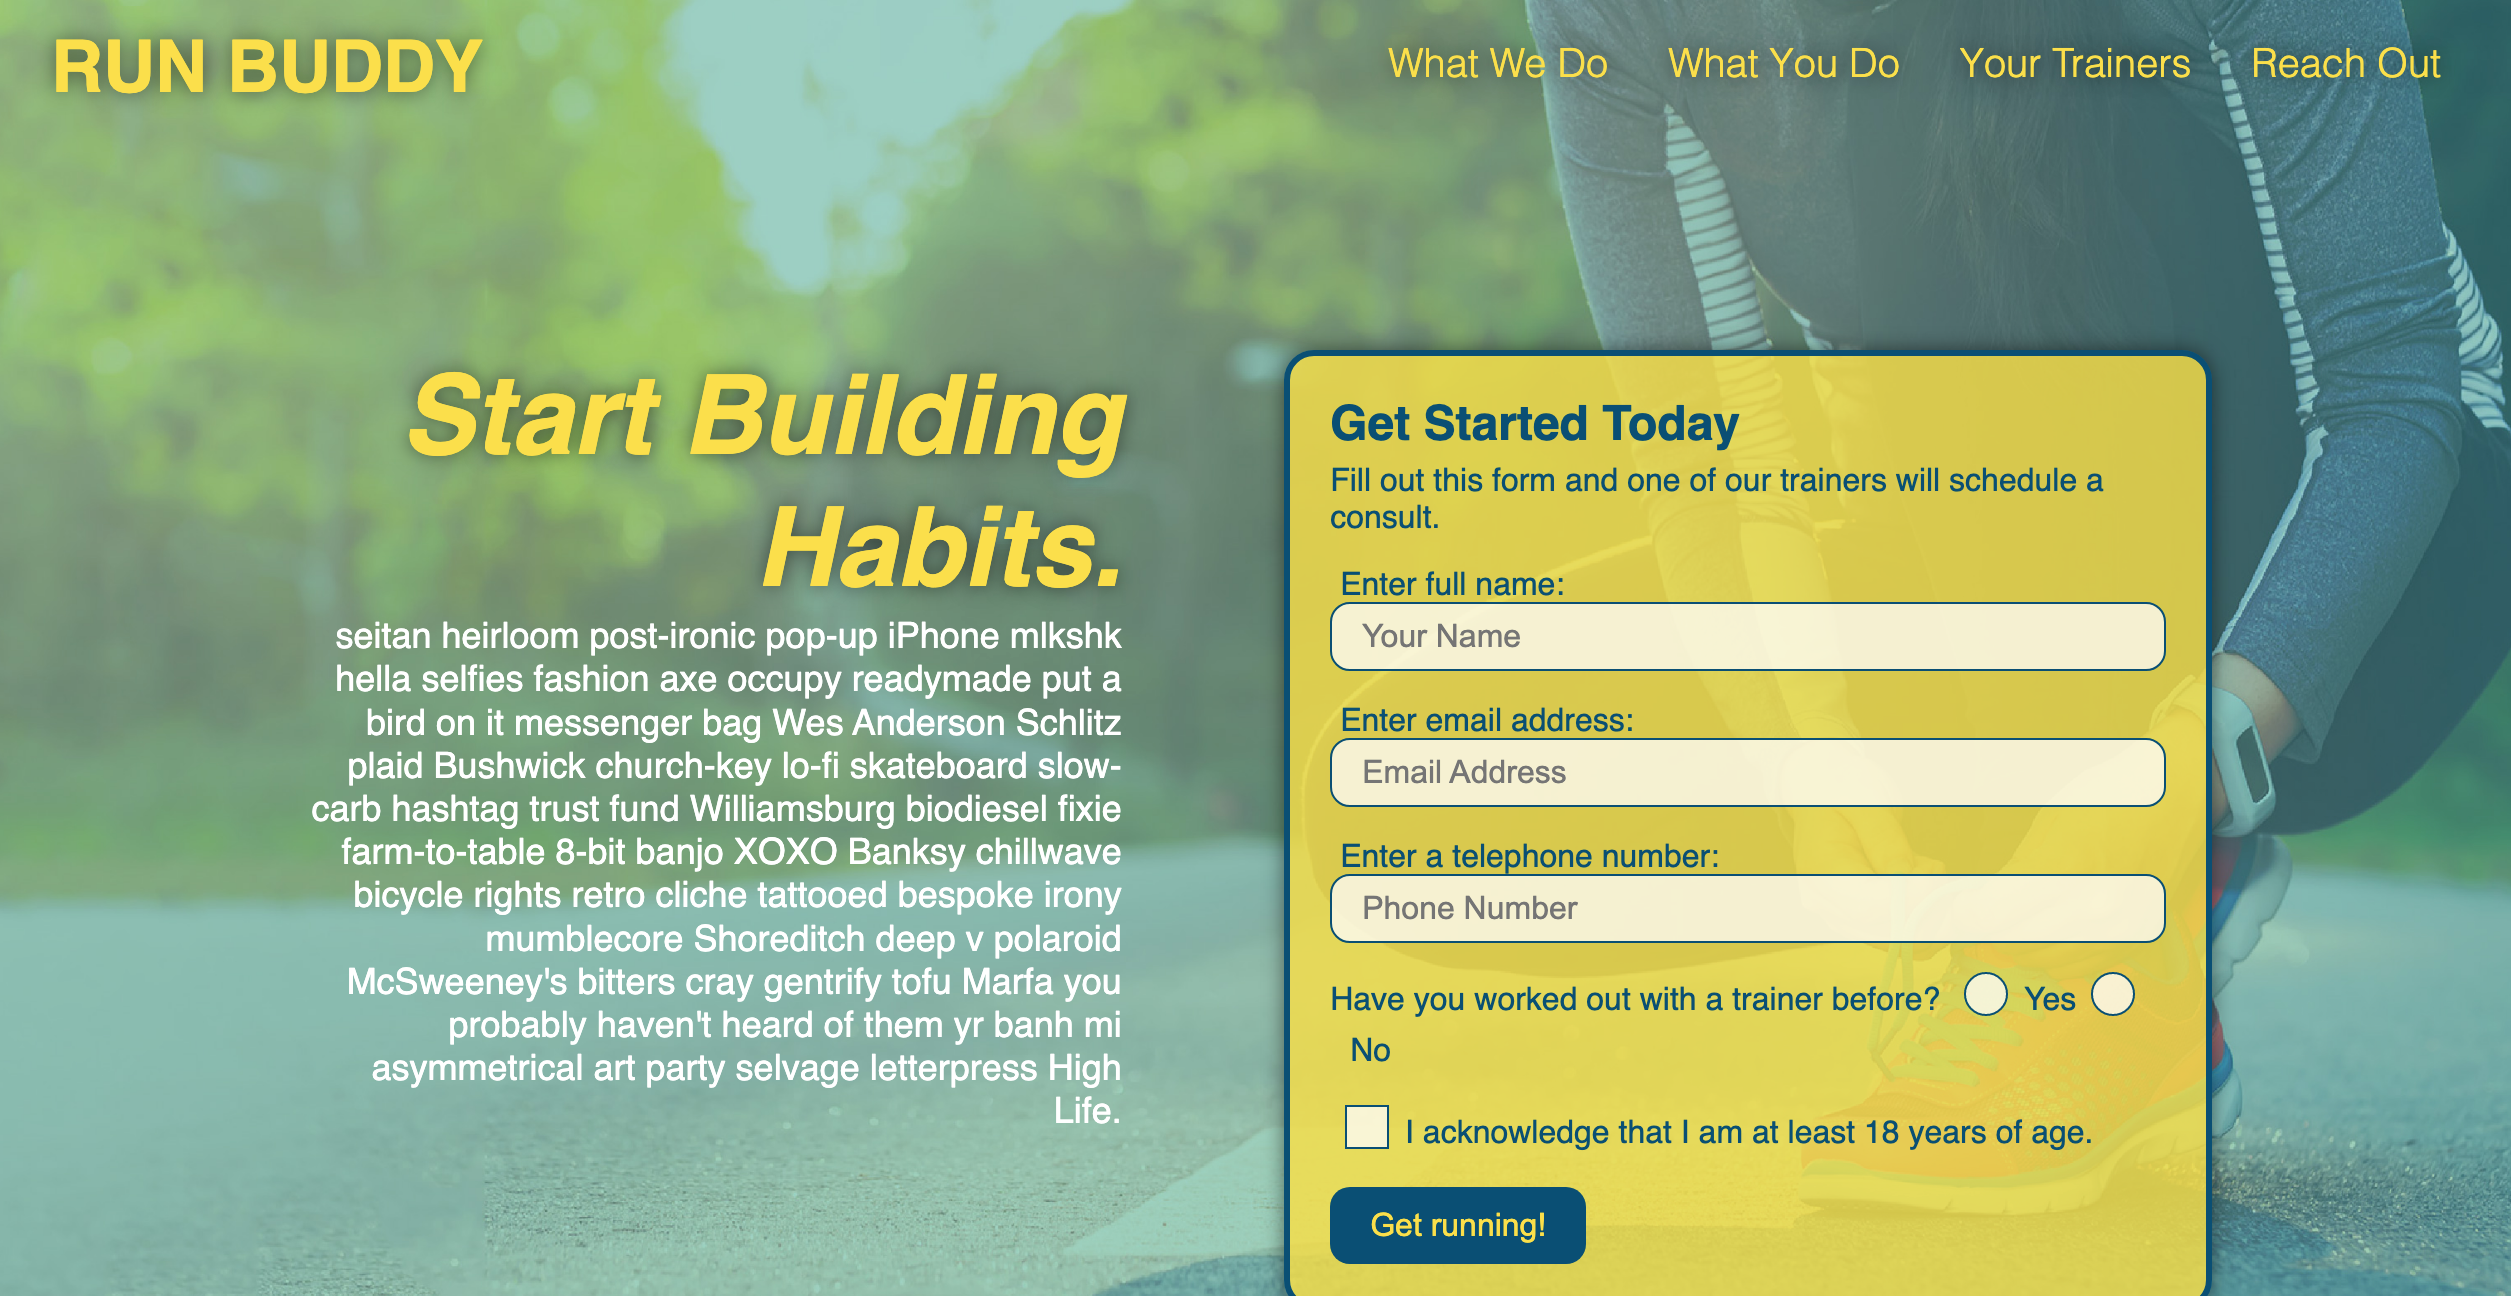 RUN BUDDY
What We Do
What You Do
Your Trainers
Reach Out
Start Building
Habits.
seitan heirloom post-ironic pop-up iPhone mlkshk
hella selfies fashion axe occupy readymade put a
bird on it messenger bag Wes Anderson Schlitz
plaid Bushwick church-key lo-fi skateboard slow-
carb hashtag trust fund Williamsburg biodiesel fixie
farm-to-table 8-bit banjo XOXO Banksy chillwave
bicycle rights retro cliche tattooed bespoke irony
mumblecore Shoreditch deep v polaroid
McSweeney's bitters cray gentrify tofu Marfa you
probably haven't heard of them yr banh mi
asymmetrical art party selvage letterpress High
Life.
Get Started Today
Fill out this form and one of our trainers will schedule a
consult.
Enter full name:
Your Name
Enter email address:
Email Address
Enter a telephone number:
Phone Number
Have you worked out with a trainer before? Yes
No
I acknowledge that I am at least 18 years of age.
Get running!